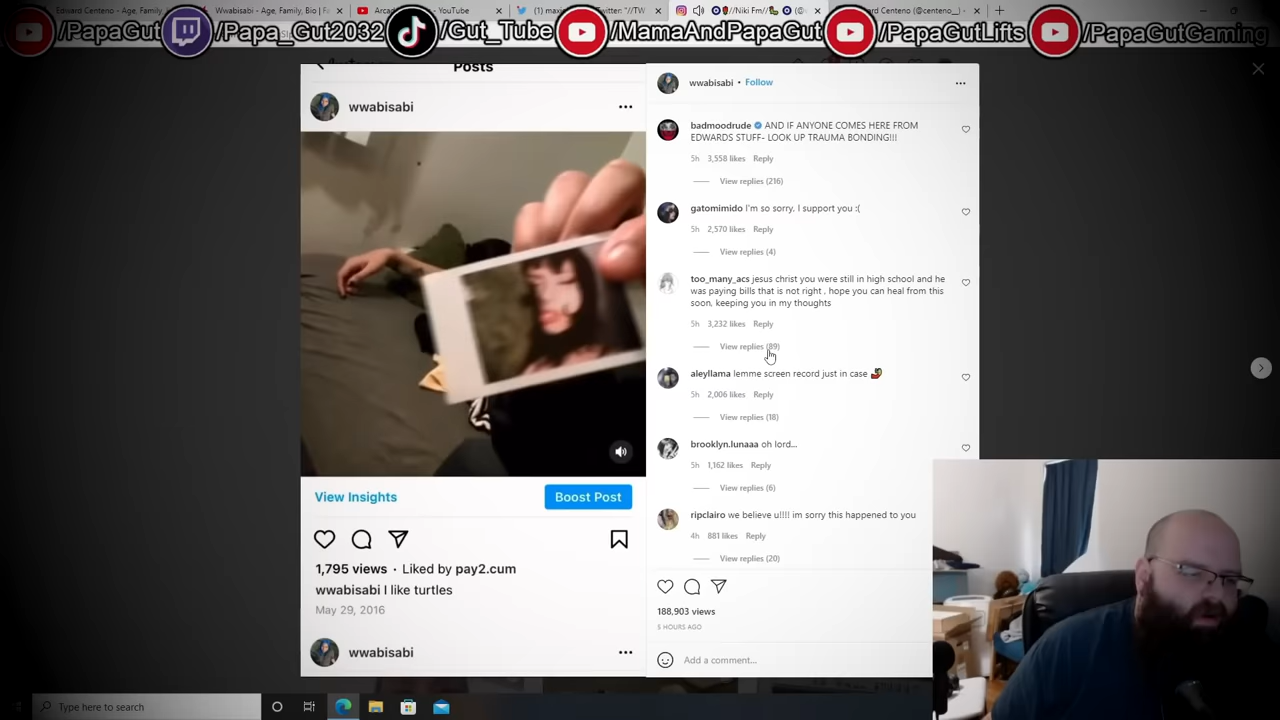 Edward Centeno - Age, Family,
Wwabisabi - Age, Family, Bio |
Arcad
- YouTube
(1) maxi
Twitter: "//TW
//Niki Fm//
ard Centeno (@centeno__) -
/PapaGut
/Papa_Gut2032
/Gut_Tube
/MamaAndPapaGut
/PapaGutLifts
/PapaGutGaming
Posts
wwabisabi
View Insights
Boost Post
1,795 views · Liked by pay2.cum
wwabisabi I like turtles
May 29, 2016
wwabisabi
wwabisabi • Follow
badmoodrude AND IF ANYONE COMES HERE FROM
EDWARDS STUFF- LOOK UP TRAUMA BONDING!!!
5h 3,558 likes Reply
View replies (216)
gatomimido I'm so sorry, I support you :(
5h 2,570 likes Reply
View replies (4)
too_many_acs jesus christ you were still in high school and he
was paying bills that is not right , hope you can heal from this
soon, keeping you in my thoughts
5h 3,232 likes Reply
View replies (89)
aleyllama lemme screen record just in case
5h 2,006 likes Reply
View replies (18)
brooklyn.lunaaa oh lord...
5h 1,162 likes Reply
View replies (6)
ripclairo we believe u!!!! im sorry this happened to you
4h 881 likes Reply
View replies (20)
188,903 views
5 HOURS AGO
Add a comment...
Type here to search